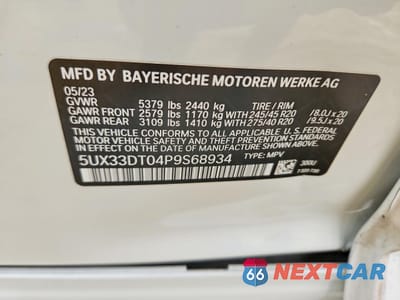 MFD BY BAYERISCHE MOTOREN WERKE AG
05/23
GVWR 5379 lbs 2440 kg TIRE / RIM
GAWR FRONT 2579 lbs 1170 kg WITH 245/45 R20 /8.0J x 20
GAWR REAR 3109 lbs 1410 kg WITH 275/40 R20 /9.5J x 20
THIS VEHICLE CONFORMS TO ALL APPLICABLE U.S. FEDERAL
MOTOR VEHICLE SAFETY, BUMPER, AND THEFT PREVENTION
STANDARDS IN EFFECT ON THE DATE OF MANUFACTURE SHOWN ABOVE.
5UX33DT04P9S68934 TYPE: MPV
300U
66 NEXTCAR